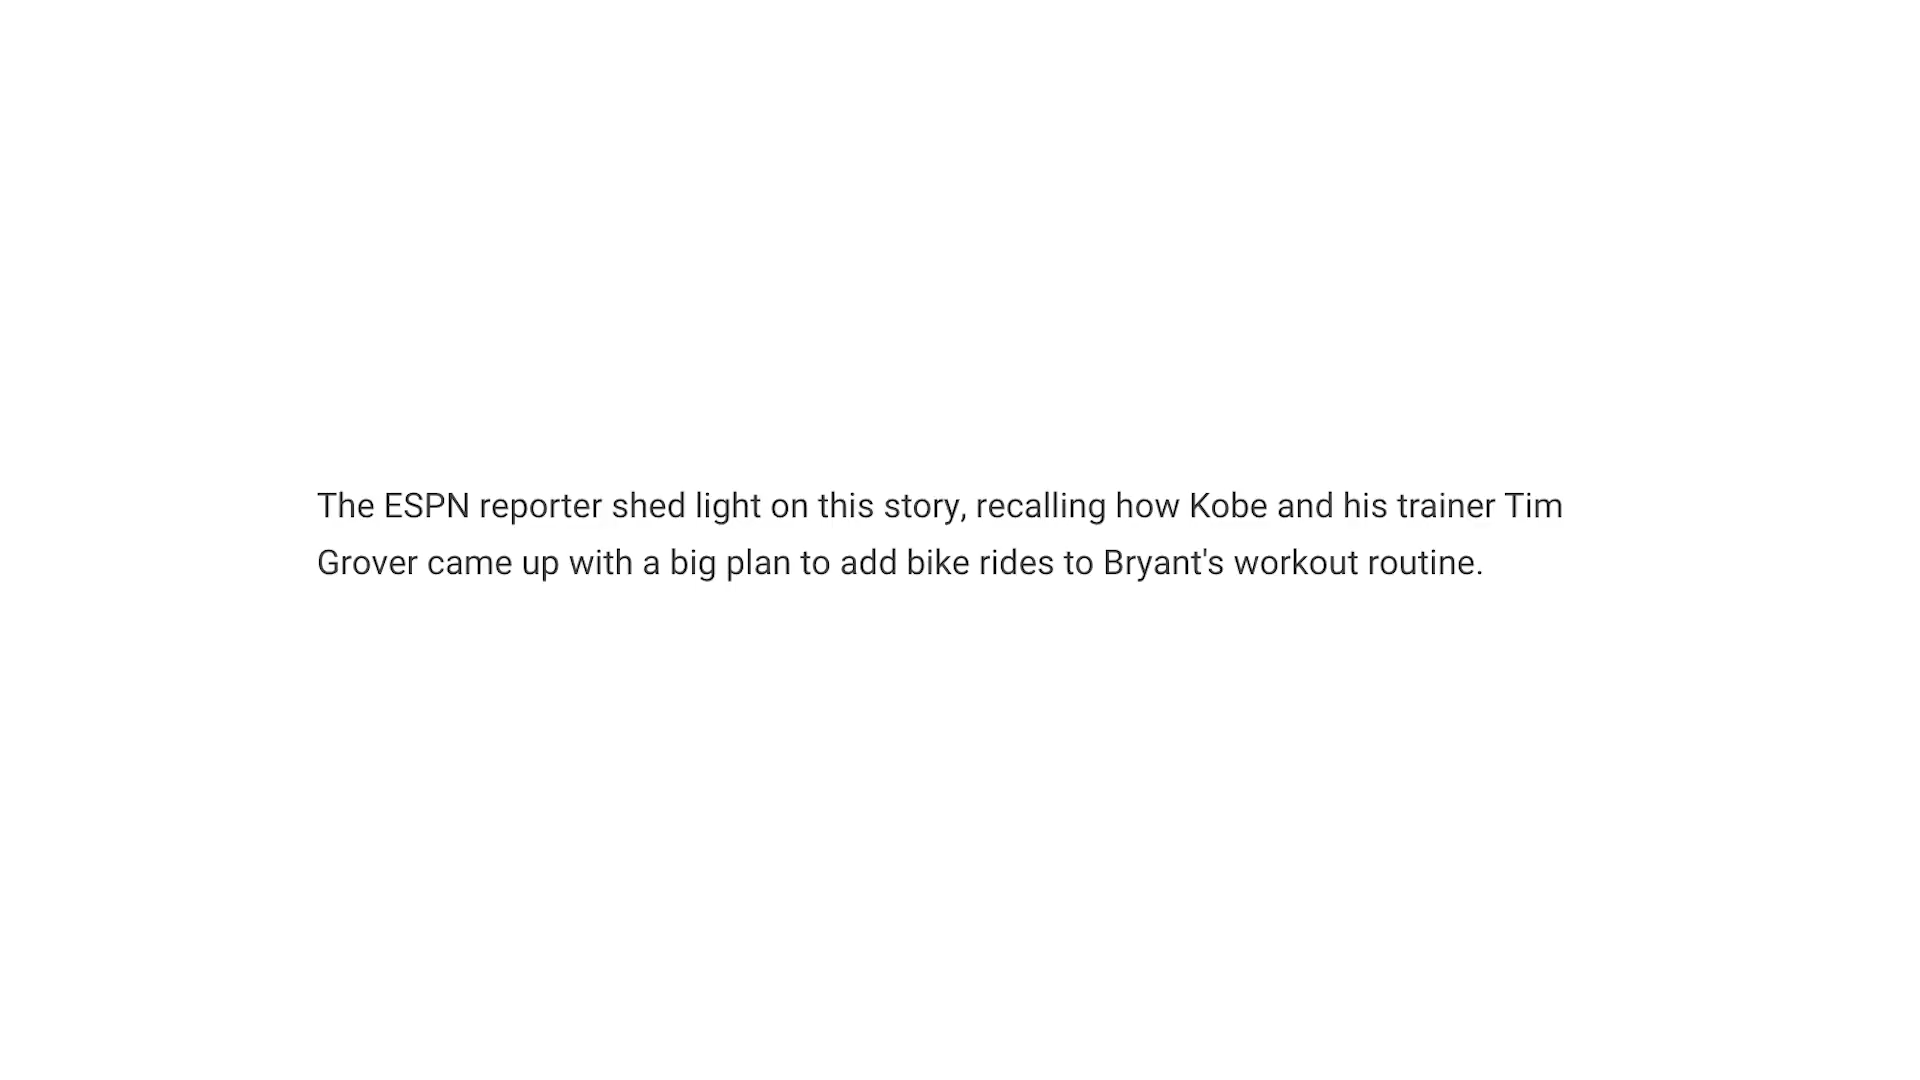 The ESPN reporter shed light on this story, recalling how Kobe and his trainer Tim
Grover came up with a big plan to add bike rides to Bryant's workout routine.